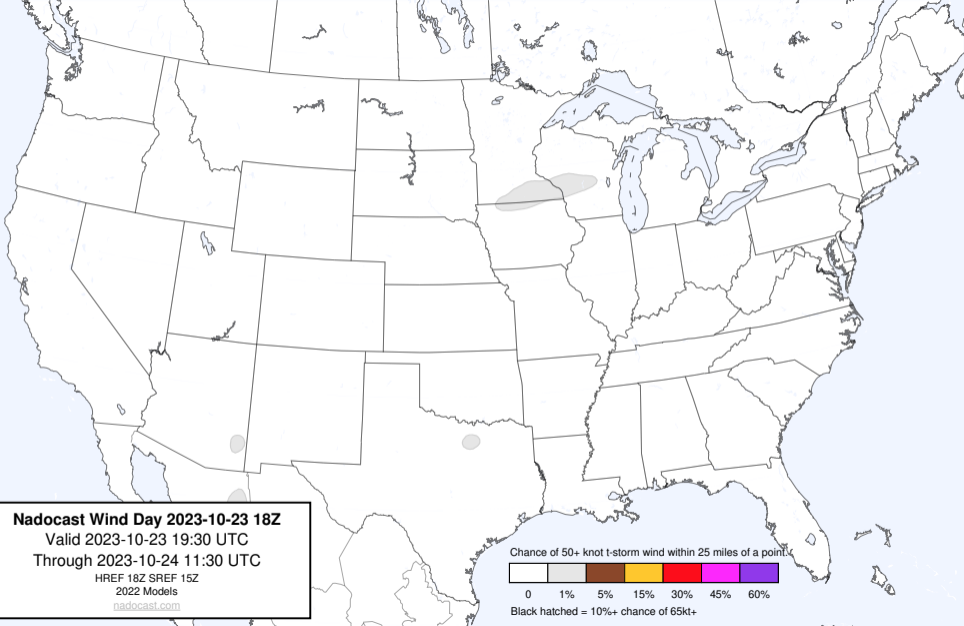 Nadocast Wind Day 2023-10-23 18Z
Valid 2023-10-23 19:30 UTC
Through 2023-10-24 11:30 UTC
HREF 18Z SREF 15Z
2022 Models
nadocast.com
Chance of 50+ knot t-storm wind within 25 miles of a point.
0 1% 5% 15% 30% 45% 60%
Black hatched = 10%+ chance of 65kt+